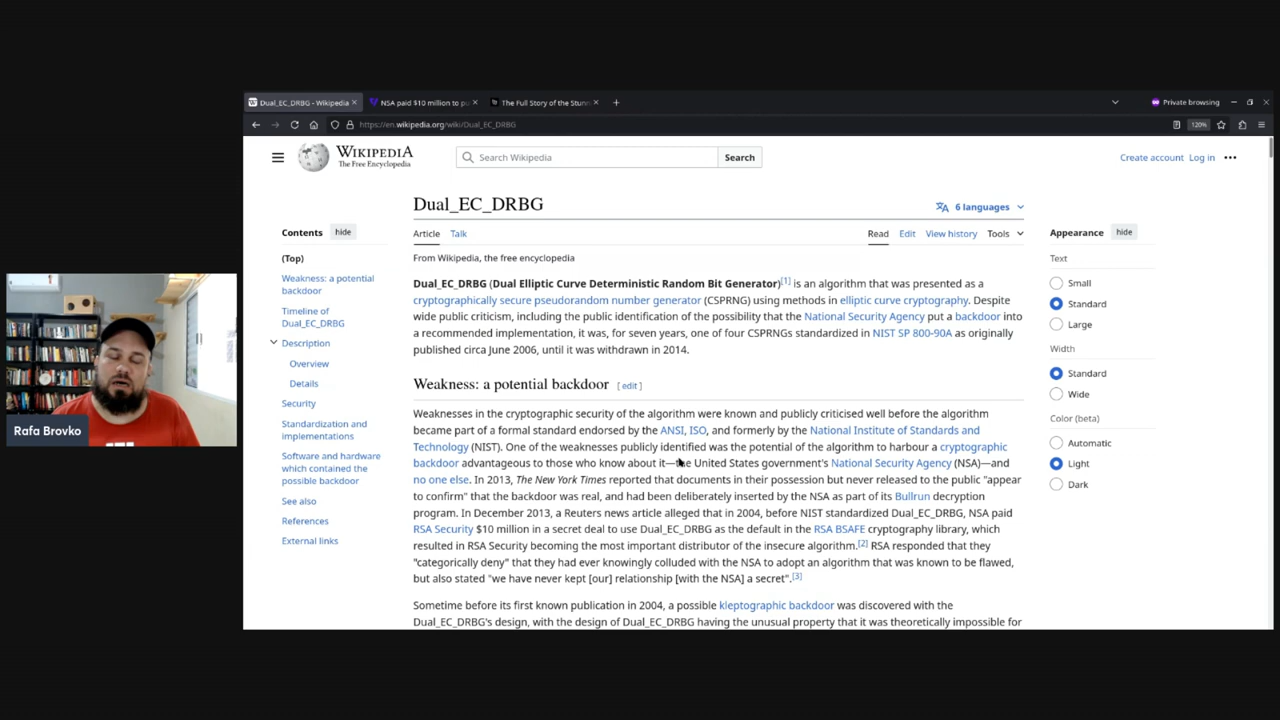 Dual_EC_DRBG - Wikipedia
NSA paid $10 million to pu
The Full Story of the Stunn
Private browsing
https://en.wikipedia.org/wiki/Dual_EC_DRBG
120%
WIKIPEDIA
The Free Encyclopedia
Search Wikipedia
Search
Create account
Log in
Dual_EC_DRBG
6 languages
Contents
hide
Article
Talk
Read
Edit
View history
Tools
Appearance
hide
(Top)
From Wikipedia, the free encyclopedia
Text
Weakness: a potential
backdoor
Timeline of
Dual_EC_DRBG
Description
Overview
Details
Security
Standardization and
implementations
Software and hardware
which contained the
possible backdoor
See also
References
External links
Dual_EC_DRBG (Dual Elliptic Curve Deterministic Random Bit Generator)[1] is an algorithm that was presented as a
cryptographically secure pseudorandom number generator (CSPRNG) using methods in elliptic curve cryptography. Despite
wide public criticism, including the public identification of the possibility that the National Security Agency put a backdoor into
a recommended implementation, it was, for seven years, one of four CSPRNGs standardized in NIST SP 800-90A as originally
published circa June 2006, until it was withdrawn in 2014.
Weakness: a potential backdoor
[ edit ]
Weaknesses in the cryptographic security of the algorithm were known and publicly criticised well before the algorithm
became part of a formal standard endorsed by the ANSI, ISO, and formerly by the National Institute of Standards and
Technology (NIST). One of the weaknesses publicly identified was the potential of the algorithm to harbour a cryptographic
backdoor advantageous to those who know about it—the United States government's National Security Agency (NSA)—and
no one else. In 2013, The New York Times reported that documents in their possession but never released to the public "appear
to confirm" that the backdoor was real, and had been deliberately inserted by the NSA as part of its Bullrun decryption
program. In December 2013, a Reuters news article alleged that in 2004, before NIST standardized Dual_EC_DRBG, NSA paid
RSA Security $10 million in a secret deal to use Dual_EC_DRBG as the default in the RSA BSAFE cryptography library, which
resulted in RSA Security becoming the most important distributor of the insecure algorithm.[2] RSA responded that they
"categorically deny" that they had ever knowingly colluded with the NSA to adopt an algorithm that was known to be flawed,
but also stated "we have never kept [our] relationship [with the NSA] a secret".[3]
Sometime before its first known publication in 2004, a possible kleptographic backdoor was discovered with the
Dual_EC_DRBG's design, with the design of Dual_EC_DRBG having the unusual property that it was theoretically impossible for
Small
Standard
Large
Width
Standard
Wide
Color (beta)
Automatic
Light
Dark
Rafa Brovko